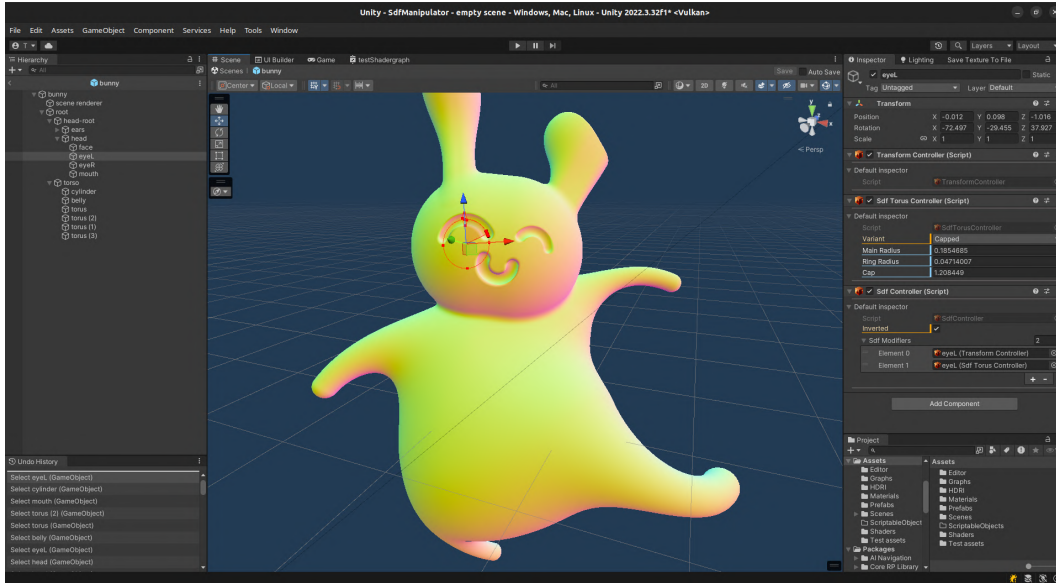 Unity - SdfManipulator - empty scene - Windows, Mac, Linux - Unity 2022.3.32f1* <Vulkan>
File Edit Assets GameObject Component Services Help Tools Window
T
Layers Layout
Hierarchy
All
bunny
bunny
scene renderer
root
head-root
ears
head
face
eyeL
eyeR
mouth
torso
cylinder
belly
torus
torus (2)
torus (1)
torus (3)
Undo History
Select eyeL (GameObject)
Select cylinder (GameObject)
Select mouth (GameObject)
Select torus (2) (GameObject)
Select torus (GameObject)
Select belly (GameObject)
Select eyeL (GameObject)
Select head (GameObject)
Scene UI Builder Game testShadergraph
Scenes bunny Save Auto Save
Center Local All 2D
y
x
Persp
Inspector Lighting Save Texture To File
eyeL Static
Tag Untagged Layer Default
Transform
Position X -0.012 Y 0.098 Z -1.016
Rotation X -72.497 Y -29.455 Z 37.927
Scale X 1 Y 1 Z 1
Transform Controller (Script)
Default inspector
Script TransformController
Sdf Torus Controller (Script)
Default inspector
Script SdfTorusController
Variant Capped
Main Radius 0.1854685
Ring Radius 0.04714007
Cap 1.208449
Sdf Controller (Script)
Default inspector
Script SdfController
Inverted
Sdf Modifiers 2
Element 0 eyeL (Transform Controller)
Element 1 eyeL (Sdf Torus Controller)
+ -
Add Component
Project
Assets
Editor
Graphs
HDRI
Materials
Prefabs
Scenes
ScriptableObject
Shaders
Test assets
Packages
AI Navigation
Core RP Library
Assets
Editor
Graphs
HDRI
Materials
Prefabs
Scenes
ScriptableObjects
Shaders
Test assets